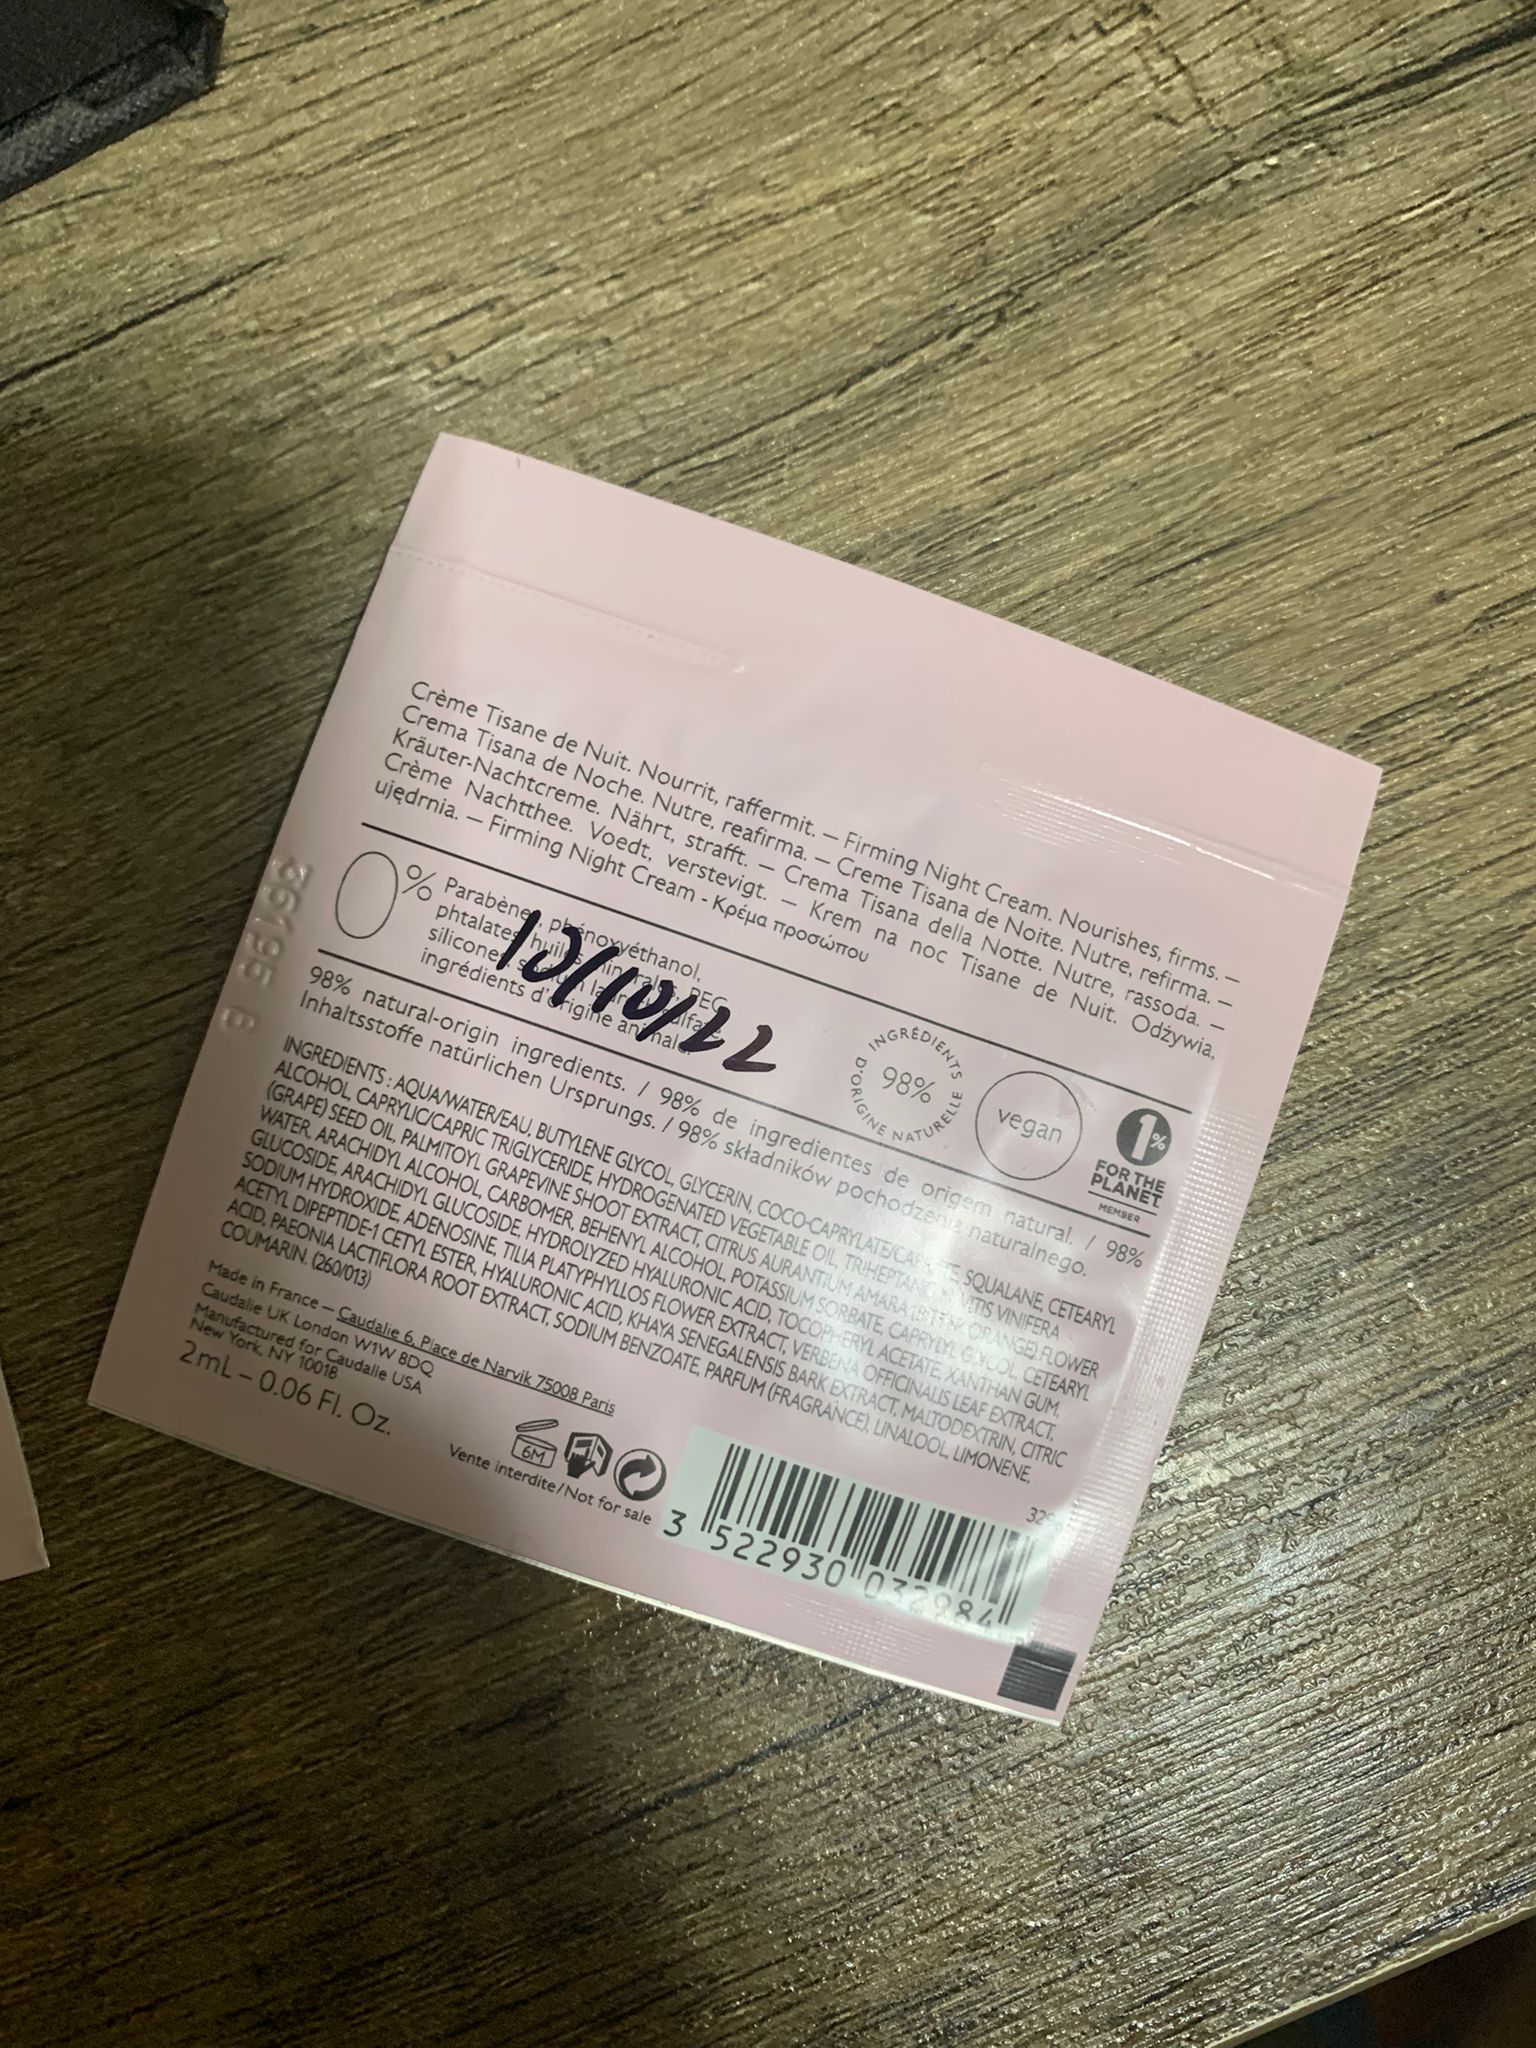 Crème Tisane de Nuit. Nourrit, raffermit. — Firming Night Cream. Nourishes, firms. —
Crema Tisana de Noche. Nutre, reafirma. — Creme Tisana de Noite. Nutre, refirma. —
Kräuter-Nachtcreme. Nährt, strafft. — Crema Tisana della Notte. Nutre, rassoda. —
Crème Nachtthee. Voedt, verstevigt. — Krem na noc Tisane de Nuit. Odżywia,
ujędrnia. — Firming Night Cream - Κρέμα προσώπου
0% Parabène, phénoxyéthanol,
phtalates, huiles minérales, PEG,
silicone, sodium laureth sulfate,
ingrédients d'origine animale.
10/10/22
INGRÉDIENTS D'ORIGINE NATURELLE
98%
vegan
1%
FOR THE
PLANET
MEMBER
98% natural-origin ingredients. / 98% de ingredientes de origem natural. / 98%
Inhaltsstoffe natürlichen Ursprungs. / 98% składników pochodzenia naturalnego.
INGREDIENTS : AQUA/WATER/EAU, BUTYLENE GLYCOL, GLYCERIN, COCO-CAPRYLATE/CAPRATE, SQUALANE, CETEARYL
ALCOHOL, CAPRYLIC/CAPRIC TRIGLYCERIDE, HYDROGENATED VEGETABLE OIL, TRIHEPTANOIN, VITIS VINIFERA
(GRAPE) SEED OIL, PALMITOYL GRAPEVINE SHOOT EXTRACT, CITRUS AURANTIUM AMARA (BITTER ORANGE) FLOWER
WATER, ARACHIDYL ALCOHOL, CARBOMER, BEHENYL ALCOHOL, POTASSIUM SORBATE, CAPRYLYL GLYCOL, CETEARYL
GLUCOSIDE, ARACHIDYL GLUCOSIDE, HYDROLYZED HYALURONIC ACID, TOCOPHERYL ACETATE, XANTHAN GUM,
SODIUM HYDROXIDE, ADENOSINE, TILIA PLATYPHYLLOS FLOWER EXTRACT, VERBENA OFFICINALIS LEAF EXTRACT,
ACETYL DIPEPTIDE-1 CETYL ESTER, HYALURONIC ACID, KHAYA SENEGALENSIS BARK EXTRACT, MALTODEXTRIN, CITRIC
ACID, PAEONIA LACTIFLORA ROOT EXTRACT, SODIUM BENZOATE, PARFUM (FRAGRANCE), LINALOOL, LIMONENE,
COUMARIN. (260/013)
Made in France — Caudalie 6, Place de Narvik 75008 Paris
Caudalie UK London W1W 8DQ
Manufactured for Caudalie USA
New York, NY 10018
2mL – 0.06 Fl. Oz.
6M
Vente interdite/Not for sale
3 522930 032984